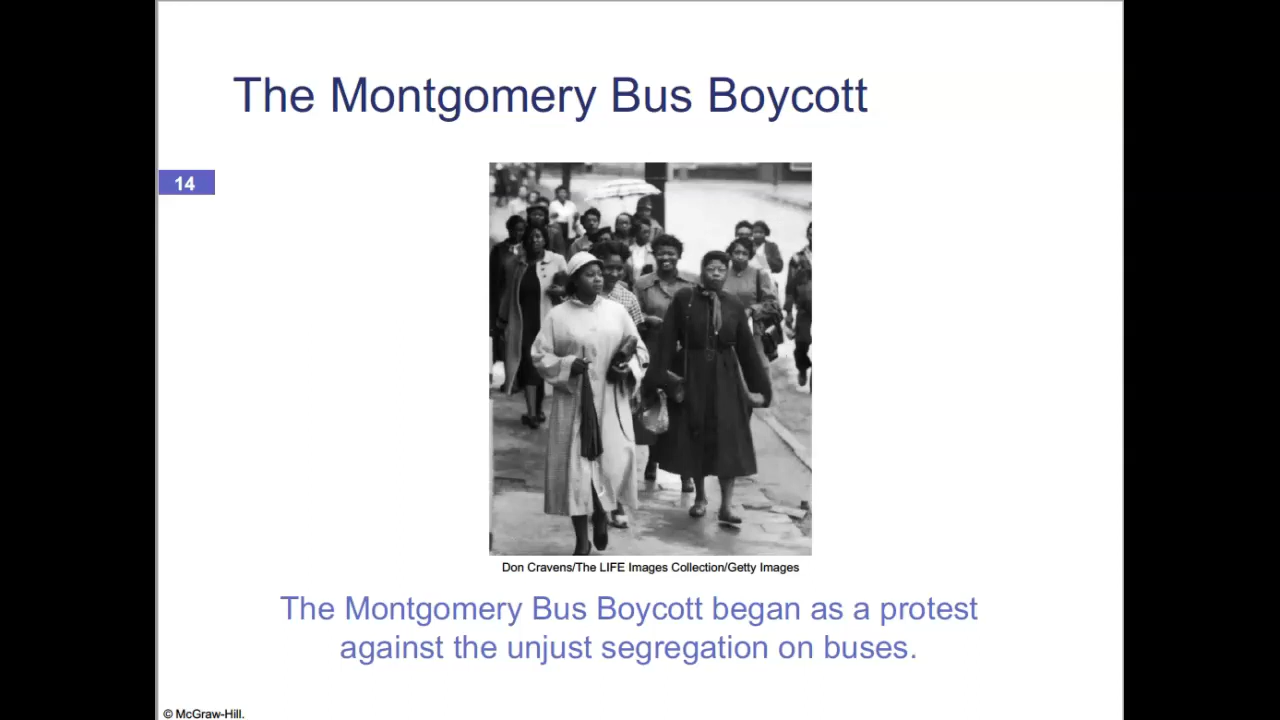 The Montgomery Bus Boycott
14
Don Cravens/The LIFE Images Collection/Getty Images
The Montgomery Bus Boycott began as a protest
against the unjust segregation on buses.
© McGraw-Hill.